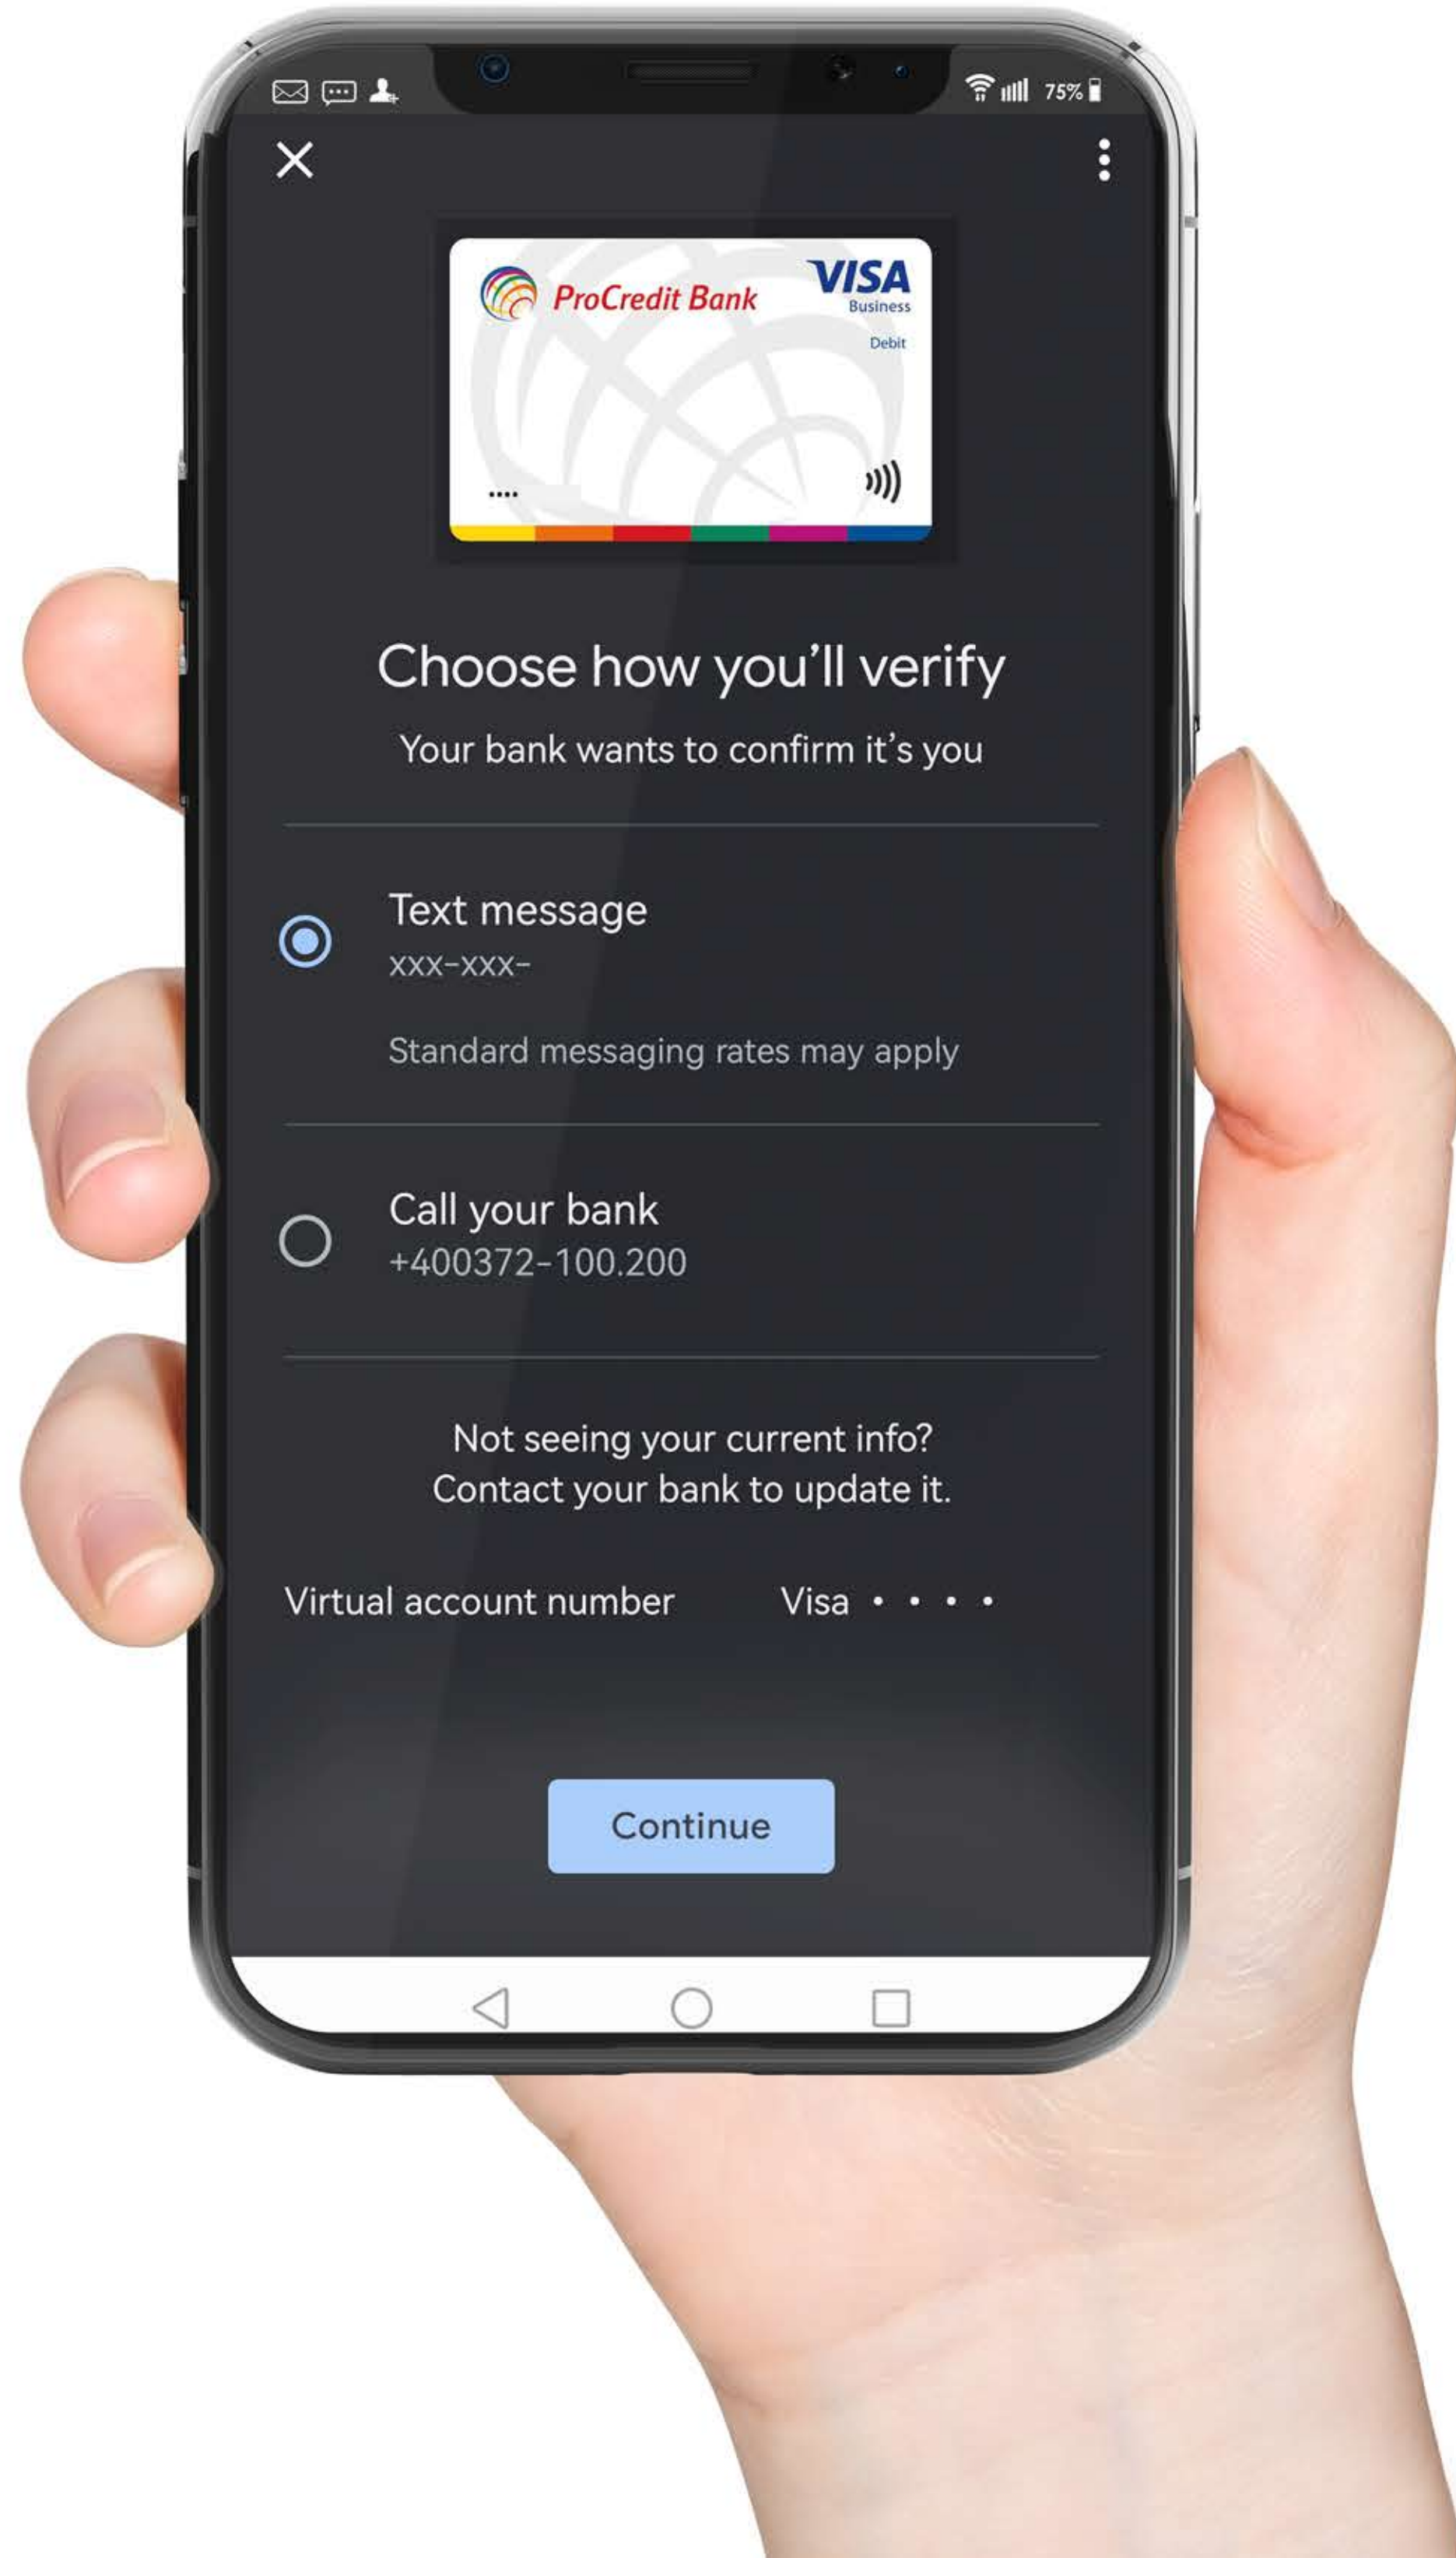 75%
ProCredit Bank
VISA
Business
Debit
Choose how you'll verify
Your bank wants to confirm it's you
Text message
xxx-xxx-
Standard messaging rates may apply
Call your bank
+400372-100.200
Not seeing your current info?
Contact your bank to update it.
Virtual account number Visa • • • •
Continue